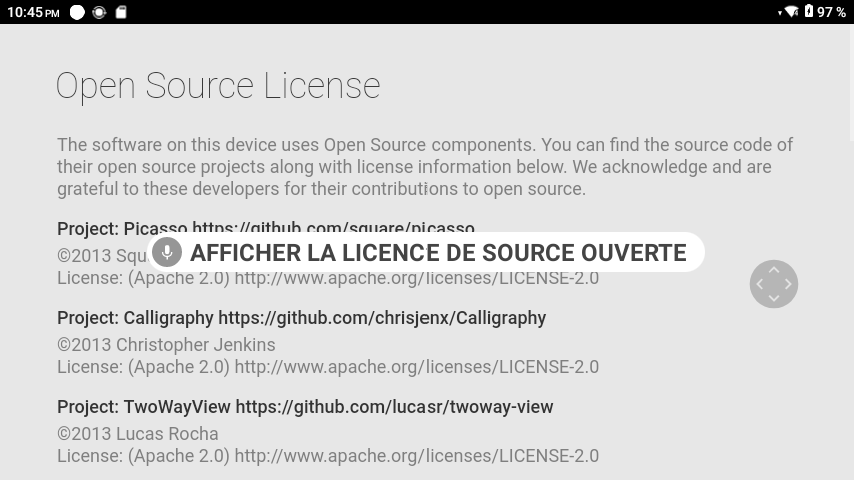 10:45 PM
97 %
Open Source License
The software on this device uses Open Source components. You can find the source code of
their open source projects along with license information below. We acknowledge and are
grateful to these developers for their contributions to open source.
Project: Picasso https://github.com/square/picasso
©2013 Squ
AFFICHER LA LICENCE DE SOURCE OUVERTE
License: (Apache 2.0) http://www.apache.org/licenses/LICENSE-2.0
Project: Calligraphy https://github.com/chrisjenx/Calligraphy
©2013 Christopher Jenkins
License: (Apache 2.0) http://www.apache.org/licenses/LICENSE-2.0
Project: TwoWayView https://github.com/lucasr/twoway-view
©2013 Lucas Rocha
License: (Apache 2.0) http://www.apache.org/licenses/LICENSE-2.0